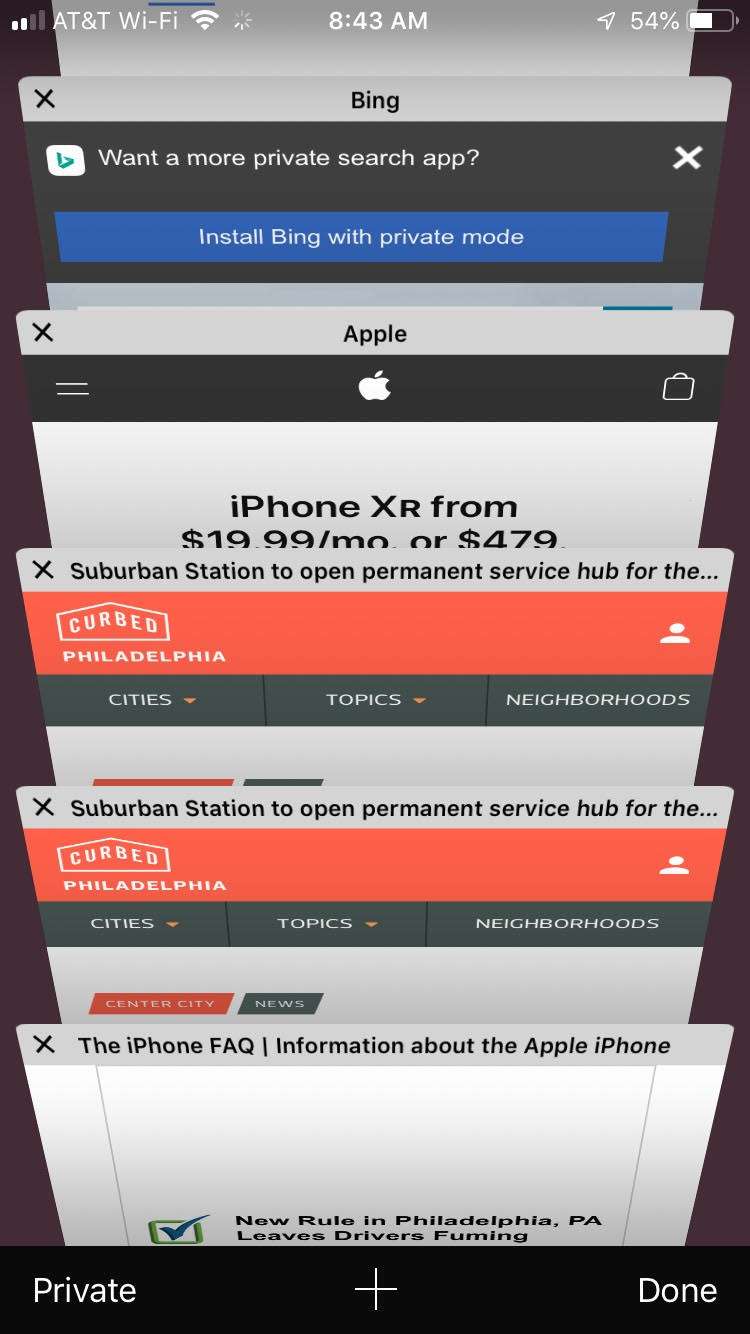 AT&T Wi-Fi 8:43 AM 54%
Bing
Want a more private search app?
Install Bing with private mode
Apple
iPhone XR from
$19.99/mo. or $479.
Suburban Station to open permanent service hub for the...
CURBED
PHILADELPHIA
CITIES TOPICS NEIGHBORHOODS
Suburban Station to open permanent service hub for the...
CURBED
PHILADELPHIA
CITIES TOPICS NEIGHBORHOODS
CENTER CITY NEWS
The iPhone FAQ | Information about the Apple iPhone
New Rule in Philadelphia, PA
Leaves Drivers Fuming
Private Done